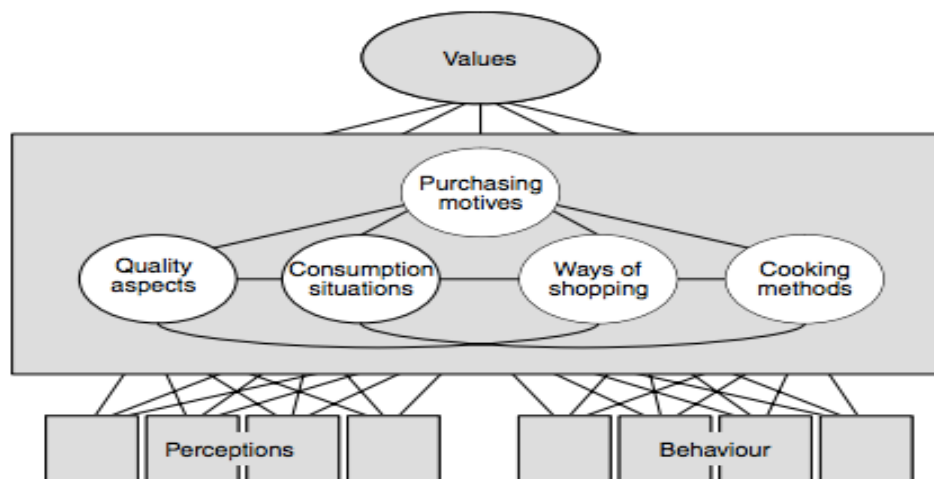 Values
Purchasing
motives
Quality
aspects
Consumption
situations
Ways of
shopping
Cooking
methods
Perceptions
Behaviour